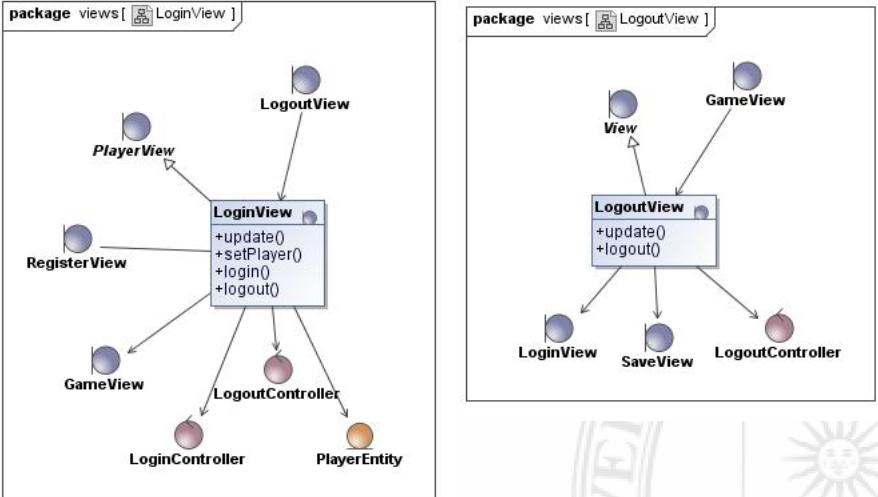 package views [ LoginView ]
LogoutView
PlayerView
LoginView
+update()
+setPlayer()
+login()
+logout()
RegisterView
GameView
LogoutController
LoginController
PlayerEntity
package views [ LogoutView ]
GameView
View
LogoutView
+update()
+logout()
LoginView
SaveView
LogoutController